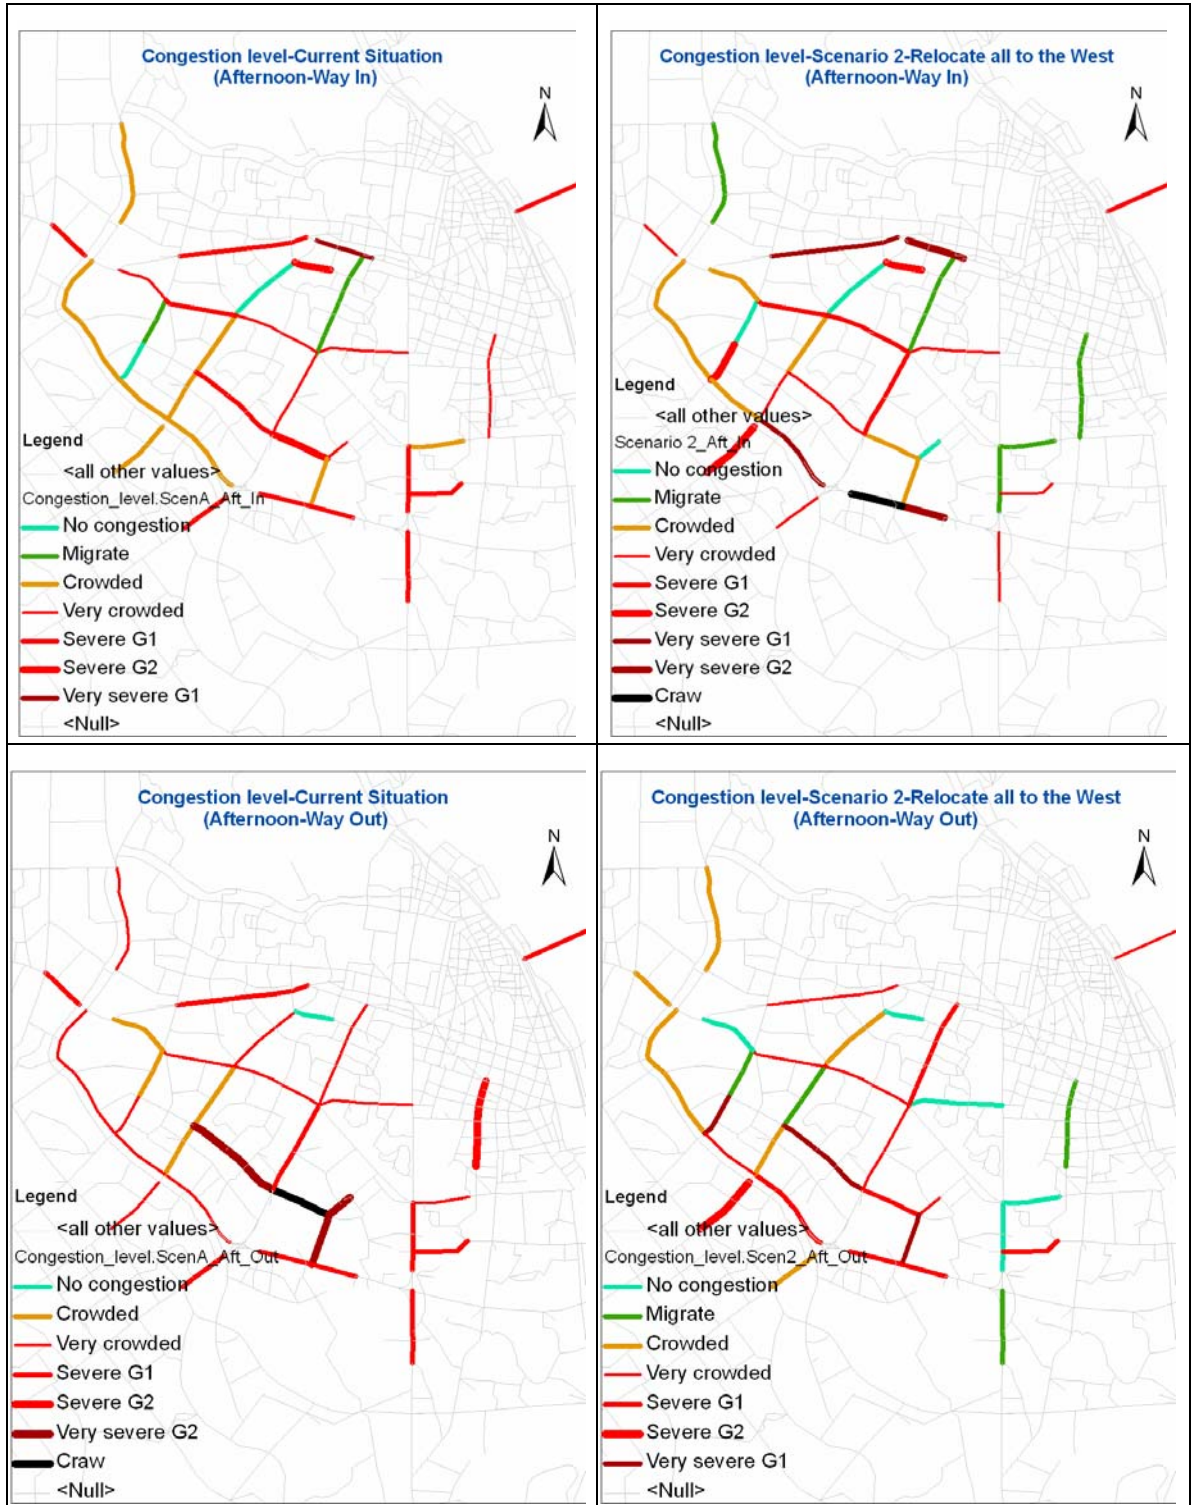 Congestion level-Current Situation
(Afternoon-Way In)
N
Legend
<all other values>
Congestion_level.ScenA_Aft_In
No congestion
Migrate
Crowded
Very crowded
Severe G1
Severe G2
Very severe G1
<Null>
Congestion level-Scenario 2-Relocate all to the West
(Afternoon-Way In)
N
Legend
<all other values>
Scenario 2_Aft_In
No congestion
Migrate
Crowded
Very crowded
Severe G1
Severe G2
Very severe G1
Very severe G2
Craw
<Null>
Congestion level-Current Situation
(Afternoon-Way Out)
N
Legend
<all other values>
Congestion_level.ScenA_Aft_Out
No congestion
Crowded
Very crowded
Severe G1
Severe G2
Very severe G2
Craw
<Null>
Congestion level-Scenario 2-Relocate all to the West
(Afternoon-Way Out)
N
Legend
<all other values>
Congestion_level.Scen2_Aft_Out
No congestion
Migrate
Crowded
Very crowded
Severe G1
Severe G2
Very severe G1
<Null>